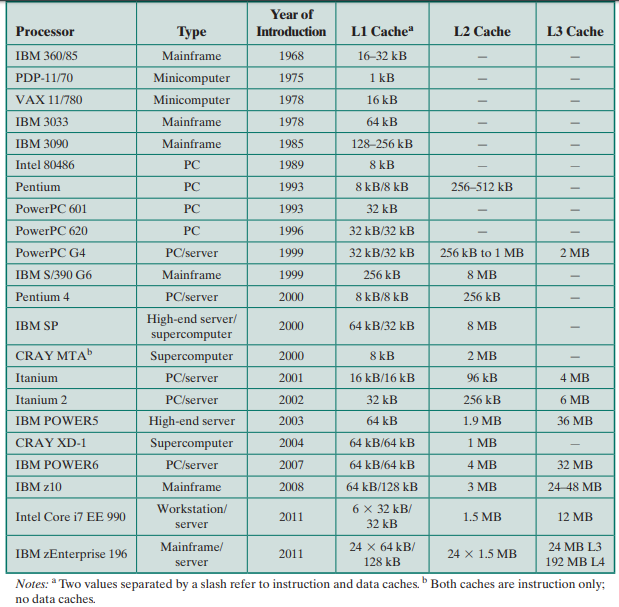 Processor Type Year of Introduction L1 Cacheᵃ L2 Cache L3 Cache
IBM 360/85 Mainframe 1968 16–32 kB — —
PDP-11/70 Minicomputer 1975 1 kB — —
VAX 11/780 Minicomputer 1978 16 kB — —
IBM 3033 Mainframe 1978 64 kB — —
IBM 3090 Mainframe 1985 128–256 kB — —
Intel 80486 PC 1989 8 kB — —
Pentium PC 1993 8 kB/8 kB 256–512 kB —
PowerPC 601 PC 1993 32 kB — —
PowerPC 620 PC 1996 32 kB/32 kB — —
PowerPC G4 PC/server 1999 32 kB/32 kB 256 kB to 1 MB 2 MB
IBM S/390 G6 Mainframe 1999 256 kB 8 MB —
Pentium 4 PC/server 2000 8 kB/8 kB 256 kB —
IBM SP High-end server/ supercomputer 2000 64 kB/32 kB 8 MB —
CRAY MTAᵇ Supercomputer 2000 8 kB 2 MB —
Itanium PC/server 2001 16 kB/16 kB 96 kB 4 MB
Itanium 2 PC/server 2002 32 kB 256 kB 6 MB
IBM POWER5 High-end server 2003 64 kB 1.9 MB 36 MB
CRAY XD-1 Supercomputer 2004 64 kB/64 kB 1 MB —
IBM POWER6 PC/server 2007 64 kB/64 kB 4 MB 32 MB
IBM z10 Mainframe 2008 64 kB/128 kB 3 MB 24–48 MB
Intel Core i7 EE 990 Workstation/ server 2011 6 × 32 kB/ 32 kB 1.5 MB 12 MB
IBM zEnterprise 196 Mainframe/ server 2011 24 × 64 kB/ 128 kB 24 × 1.5 MB 24 MB L3 192 MB L4
Notes: ᵃ Two values separated by a slash refer to instruction and data caches. ᵇ Both caches are instruction only;
no data caches.